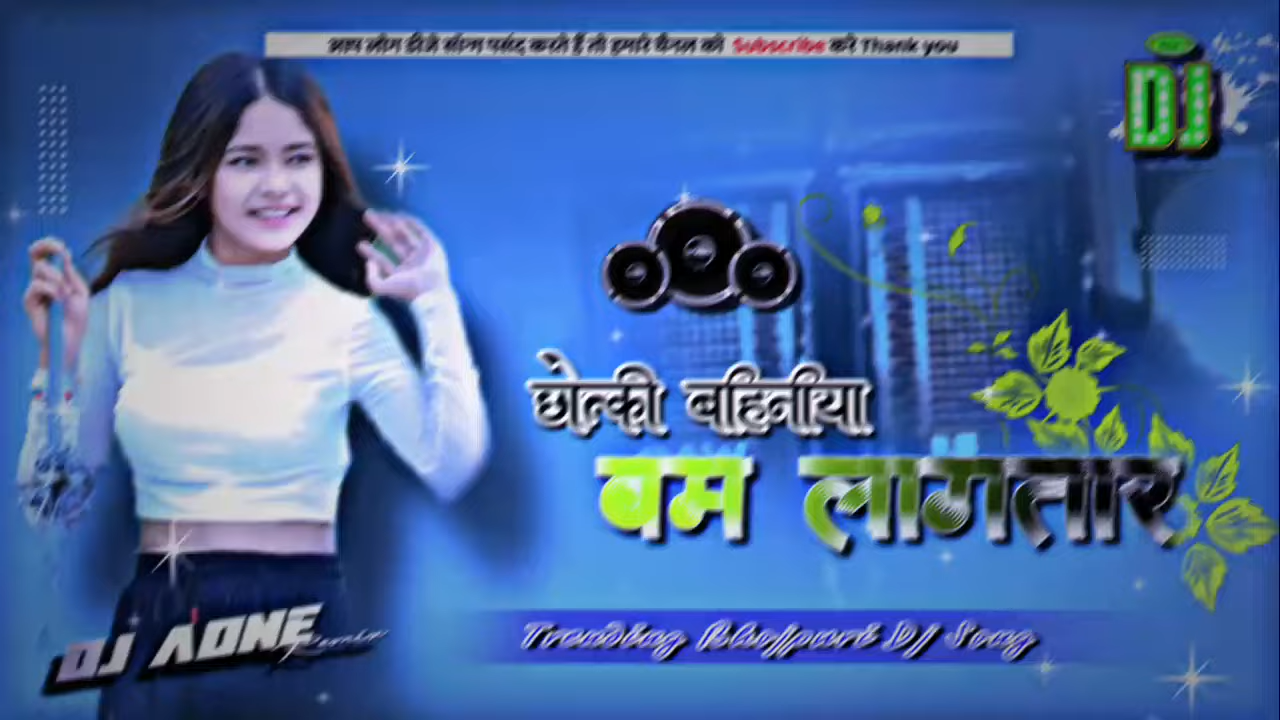 आप लोग डीजे सॉन्ग पसंद करते हैं तो हमारे चैनल को Subscribe करें Thank you
DJ
छोटकी बहिनीया
बम लागतार
DJ AONE Remix
Trending Bhojpuri DJ Song